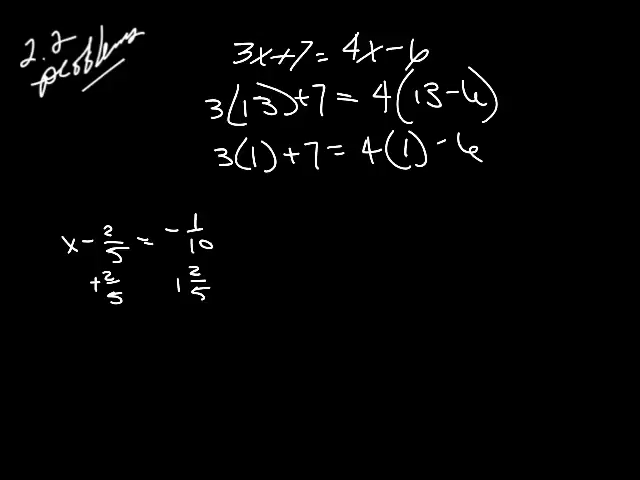 2.2
problems
3x+7=4x-6
3(13)+7=4(13-6)
3(1)+7=4(1)-6
x - 2/5 = - 1/10
+2/5 1 2/5